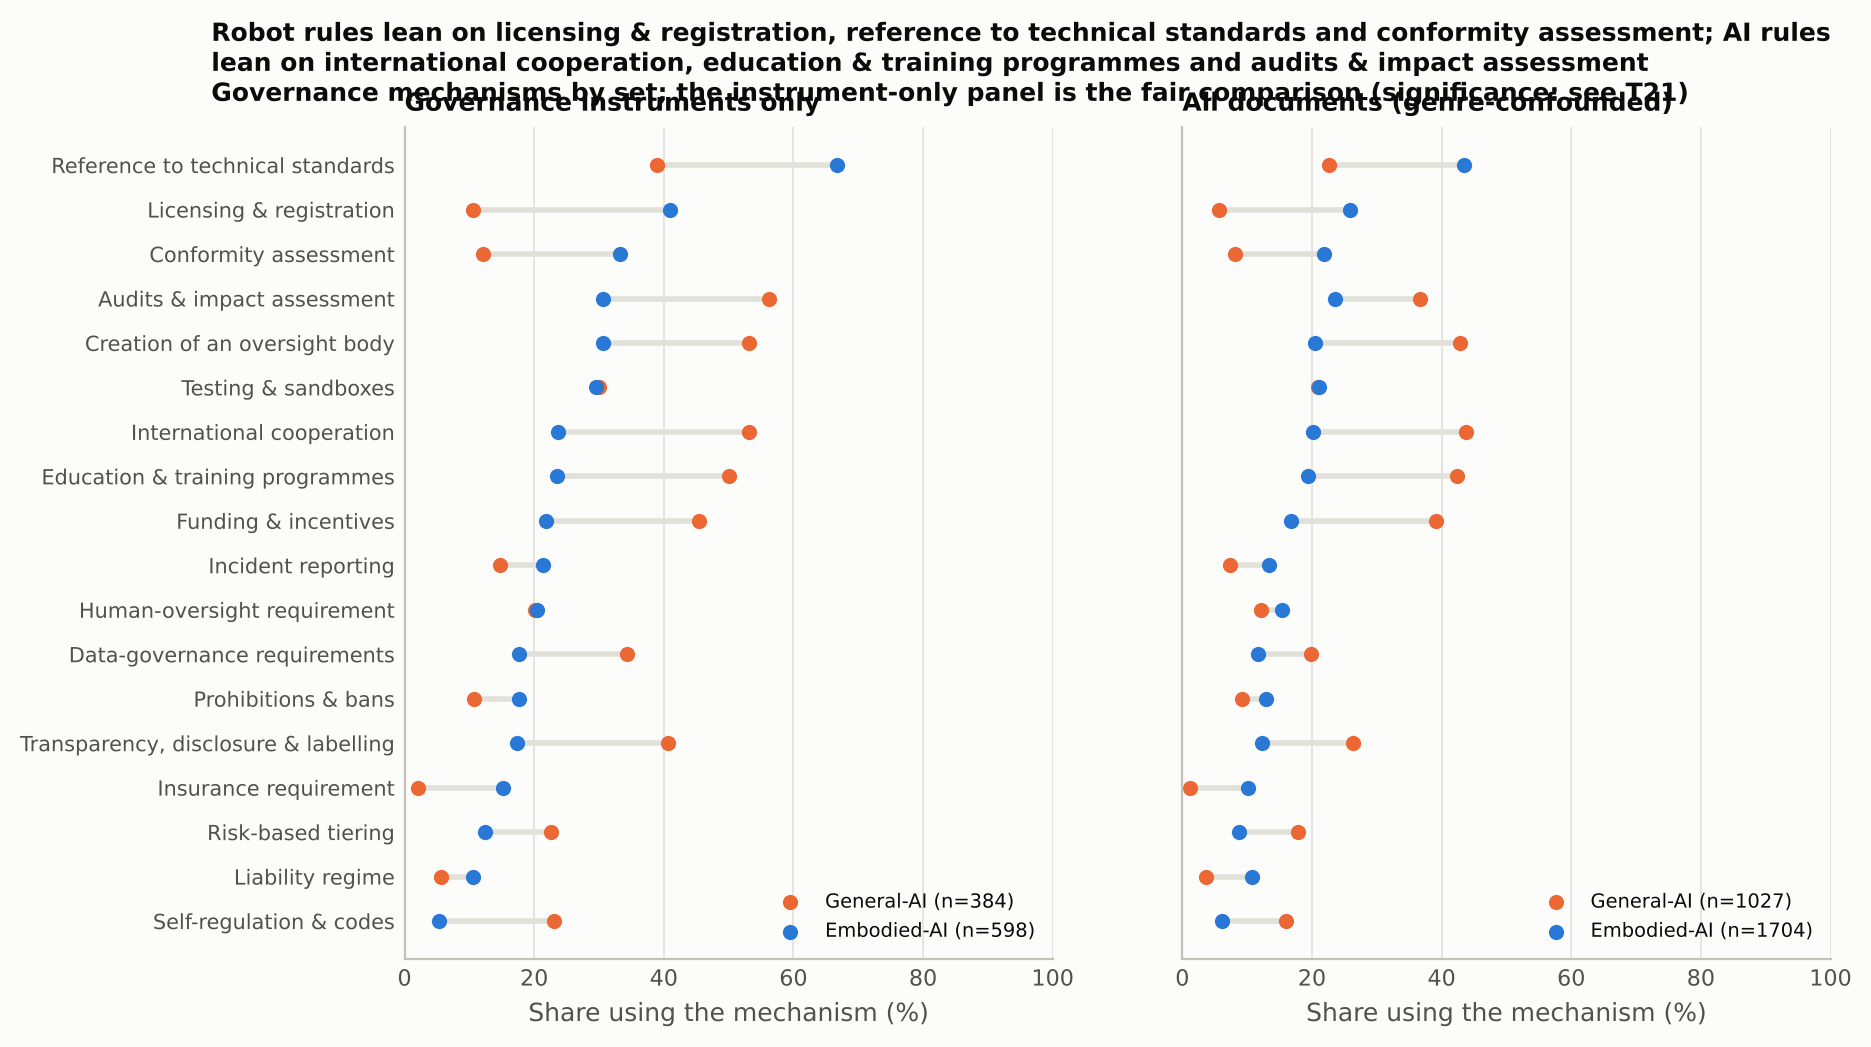 Robot rules lean on licensing & registration, reference to technical standards and conformity assessment; AI rules
lean on international cooperation, education & training programmes and audits & impact assessment
Governance mechanisms by set; the instrument-only panel is the fair comparison (significance: see T21)
Governance instruments only
All documents (genre-confounded)
Reference to technical standards
Licensing & registration
Conformity assessment
Audits & impact assessment
Creation of an oversight body
Testing & sandboxes
International cooperation
Education & training programmes
Funding & incentives
Incident reporting
Human-oversight requirement
Data-governance requirements
Prohibitions & bans
Transparency, disclosure & labelling
Insurance requirement
Risk-based tiering
Liability regime
Self-regulation & codes
General-AI (n=384)
Embodied-AI (n=598)
0 20 40 60 80 100
Share using the mechanism (%)
General-AI (n=1027)
Embodied-AI (n=1704)
0 20 40 60 80 100
Share using the mechanism (%)